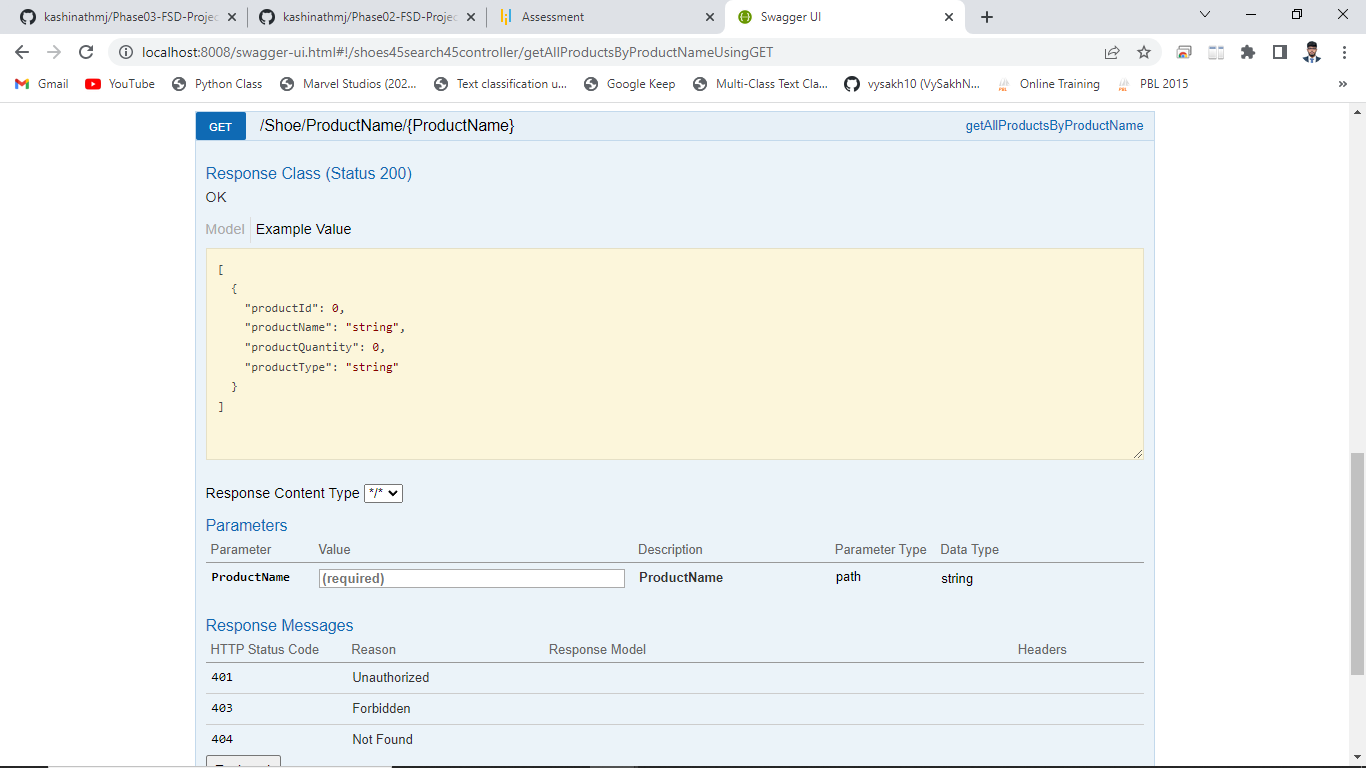 kashinathmj/Phase03-FSD-Projec
kashinathmj/Phase02-FSD-Projec
Assessment
Swagger UI
localhost:8008/swagger-ui.html#!/shoes45search45controller/getAllProductsByProductNameUsingGET
Gmail
YouTube
Python Class
Marvel Studios (202...
Text classification u...
Google Keep
Multi-Class Text Cla...
vysakh10 (VySakhN...
Online Training
PBL 2015
»
GET /Shoe/ProductName/{ProductName} getAllProductsByProductName
Response Class (Status 200)
OK
Model Example Value
[
{
"productId": 0,
"productName": "string",
"productQuantity": 0,
"productType": "string"
}
]
Response Content Type */*
Parameters
Parameter Value Description Parameter Type Data Type
ProductName (required) ProductName path string
Response Messages
HTTP Status Code Reason Response Model Headers
401 Unauthorized
403 Forbidden
404 Not Found